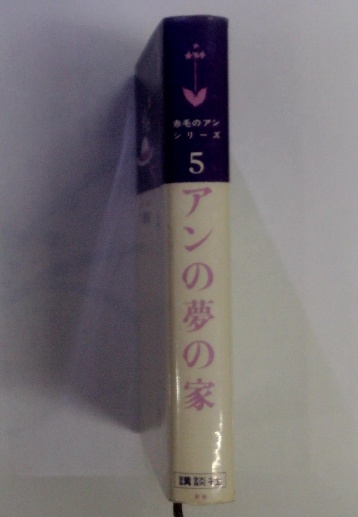 赤毛のアン
シリーズ
5
アンの夢の家
講談社